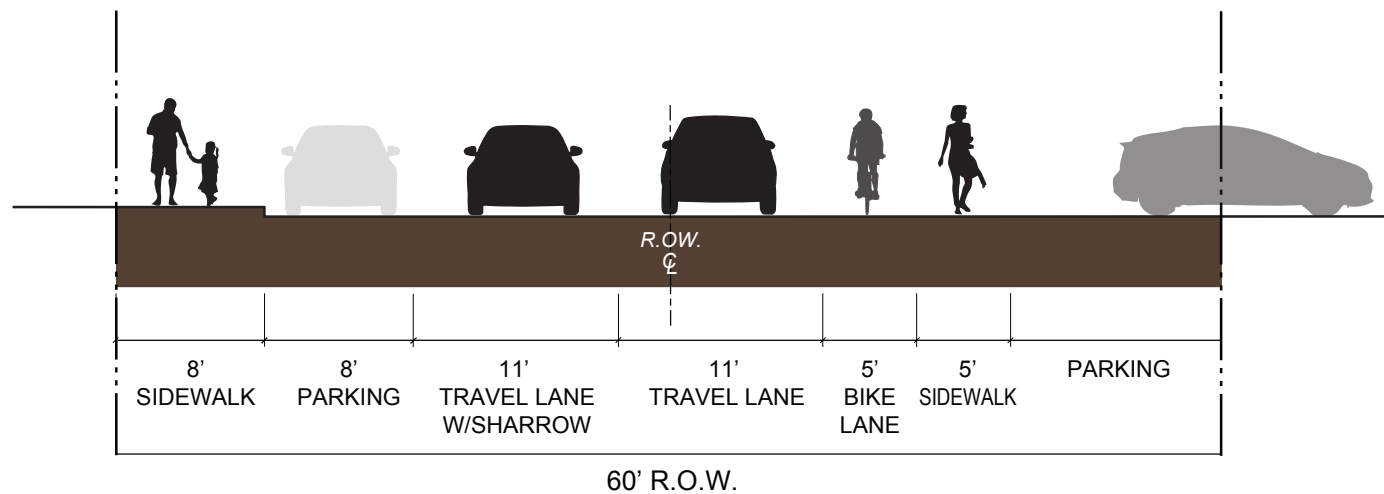 R.OW.
℄
8’ 8’ 11’ 11’ 5’ 5’ PARKING
SIDEWALK PARKING TRAVEL LANE TRAVEL LANE BIKE SIDEWALK
W/SHARROW LANE
60’ R.O.W.